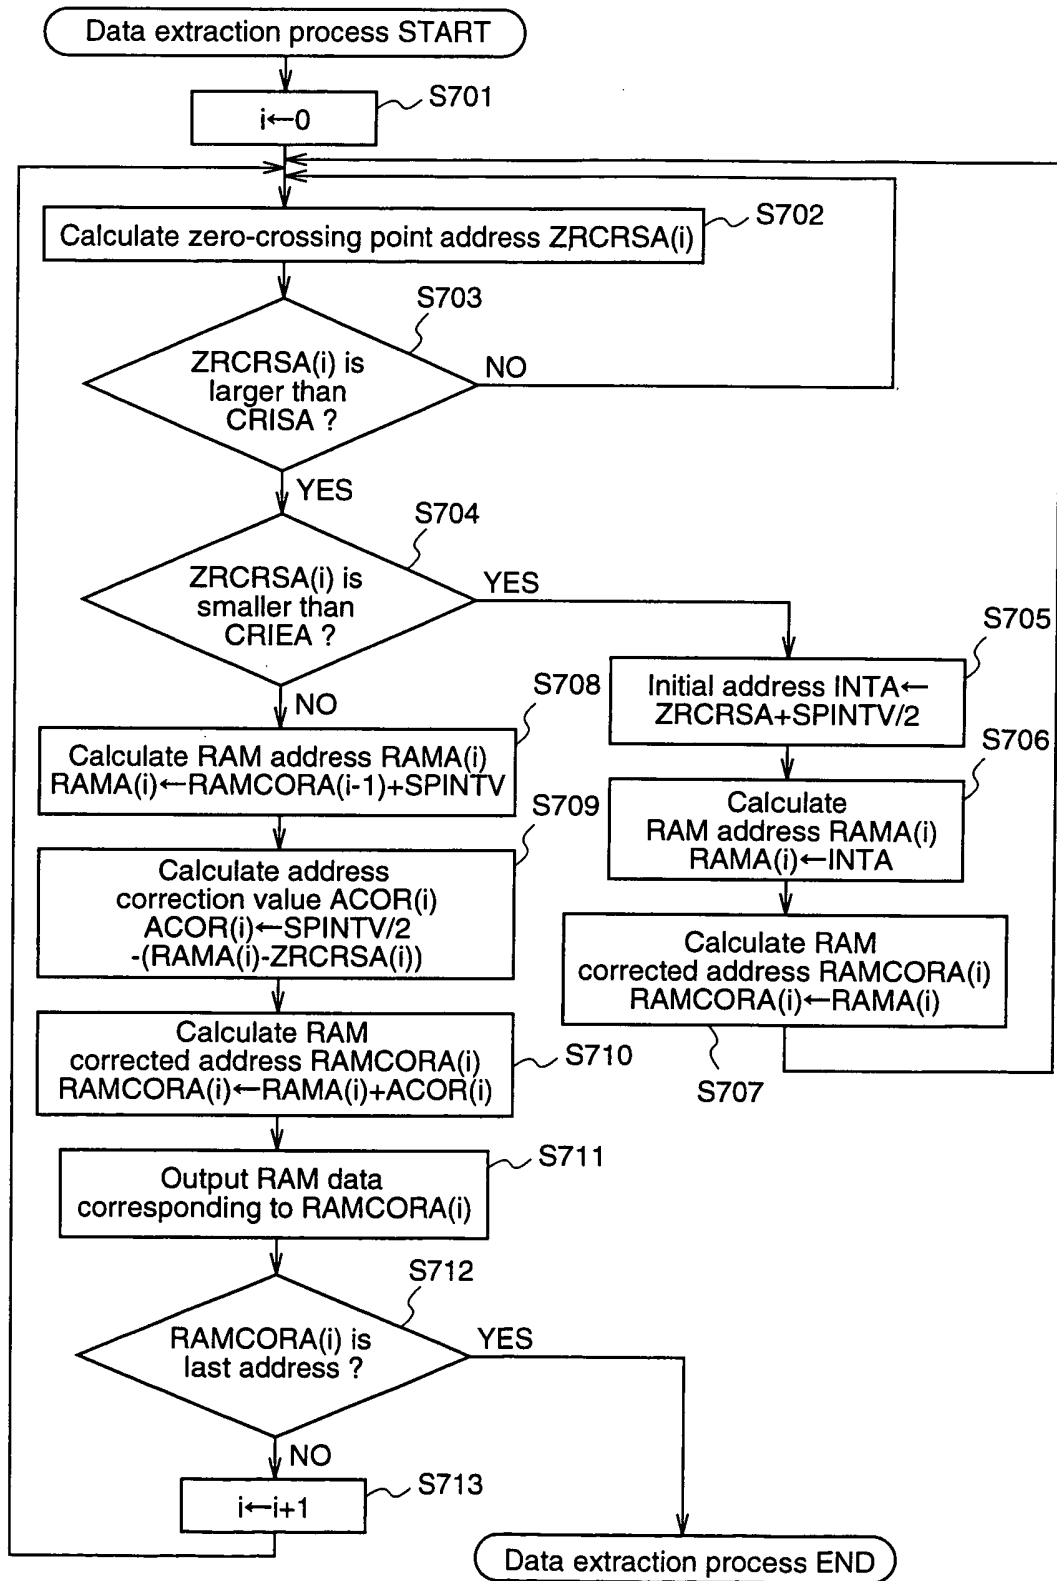 Data extraction process START
S701
i←0
S702
Calculate zero-crossing point address ZRCRSA(i)
S703
ZRCRSA(i) is
larger than
CRISA ?
NO
YES
S704
ZRCRSA(i) is
smaller than
CRIEA ?
YES
NO
S705
Initial address INTA←
ZRCRSA+SPINTV/2
S706
Calculate
RAM address RAMA(i)
RAMA(i)←INTA
Calculate RAM
corrected address RAMCORA(i)
RAMCORA(i)←RAMA(i)
S707
S708
Calculate RAM address RAMA(i)
RAMA(i)←RAMCORA(i-1)+SPINTV
S709
Calculate address
correction value ACOR(i)
ACOR(i)←SPINTV/2
-(RAMA(i)-ZRCRSA(i))
Calculate RAM
corrected address RAMCORA(i)
RAMCORA(i)←RAMA(i)+ACOR(i)
S710
S711
Output RAM data
corresponding to RAMCORA(i)
S712
RAMCORA(i) is
last address ?
YES
NO
S713
i←i+1
Data extraction process END